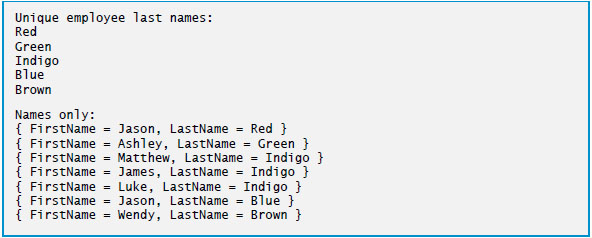 Unique employee last names:
Red
Green
Indigo
Blue
Brown
Names only:
{ FirstName = Jason, LastName = Red }
{ FirstName = Ashley, LastName = Green }
{ FirstName = Matthew, LastName = Indigo }
{ FirstName = James, LastName = Indigo }
{ FirstName = Luke, LastName = Indigo }
{ FirstName = Jason, LastName = Blue }
{ FirstName = Wendy, LastName = Brown }